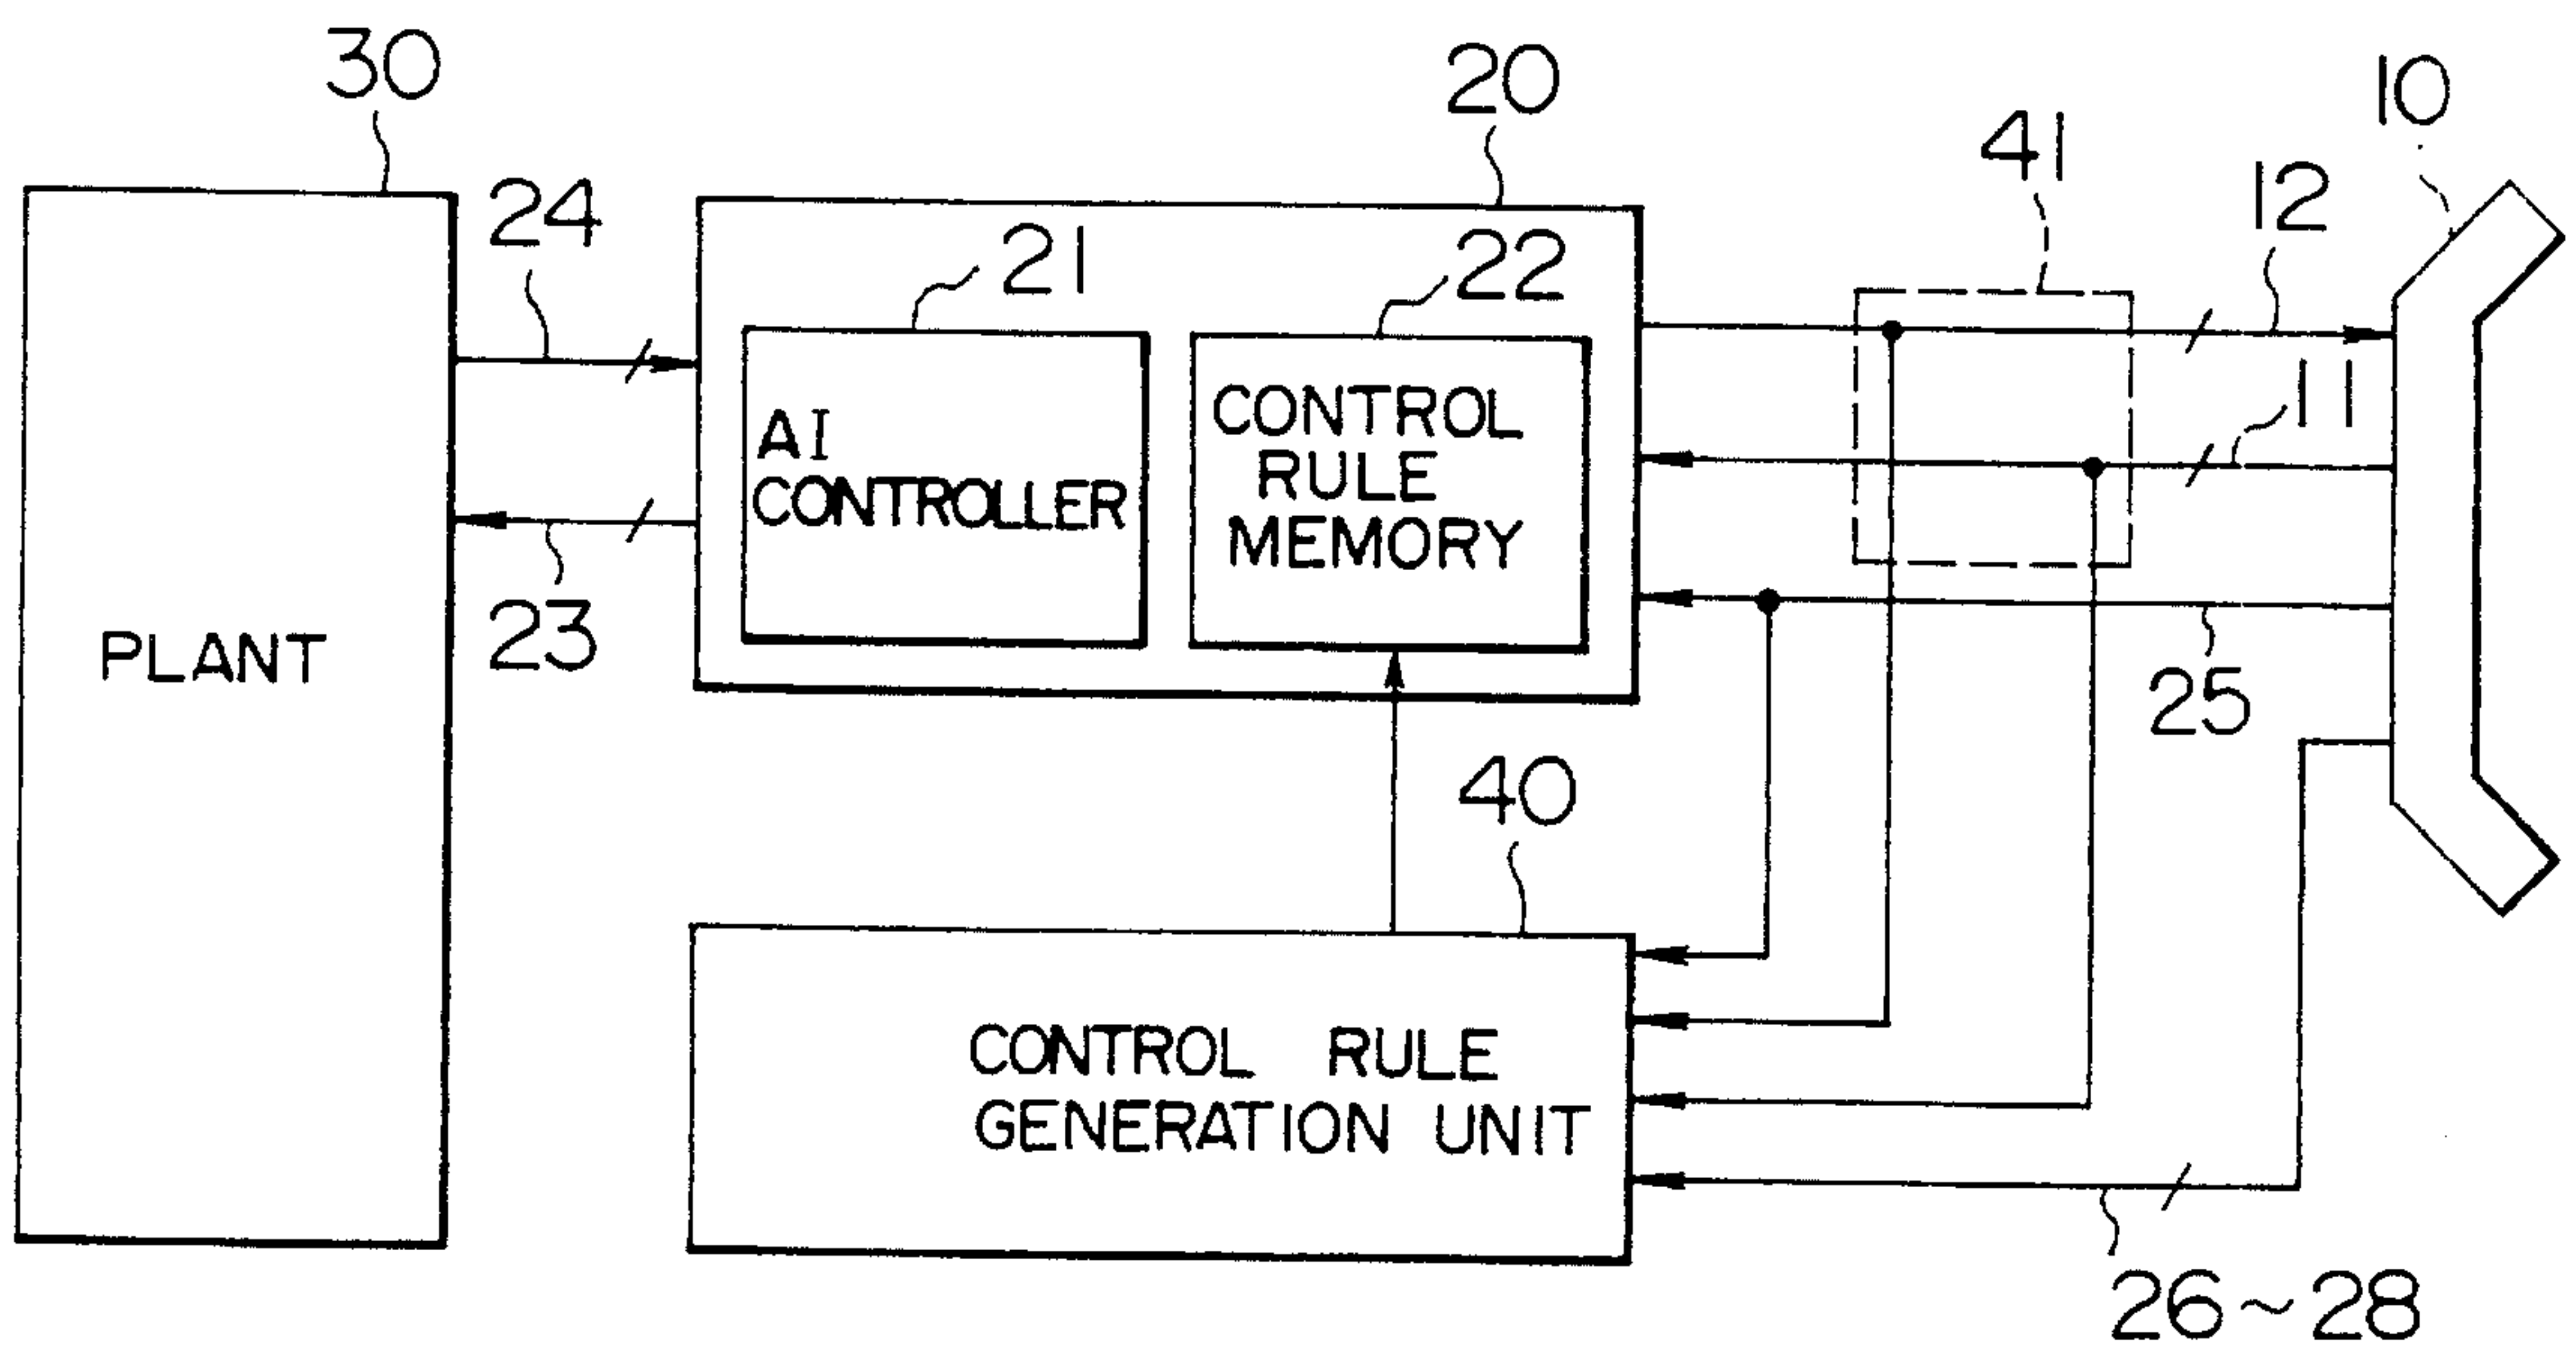 30
20
10
41
12
24
21
22
11
AI
CONTROLLER
CONTROL
RULE
MEMORY
PLANT
23
25
40
CONTROL RULE
GENERATION UNIT
26~28